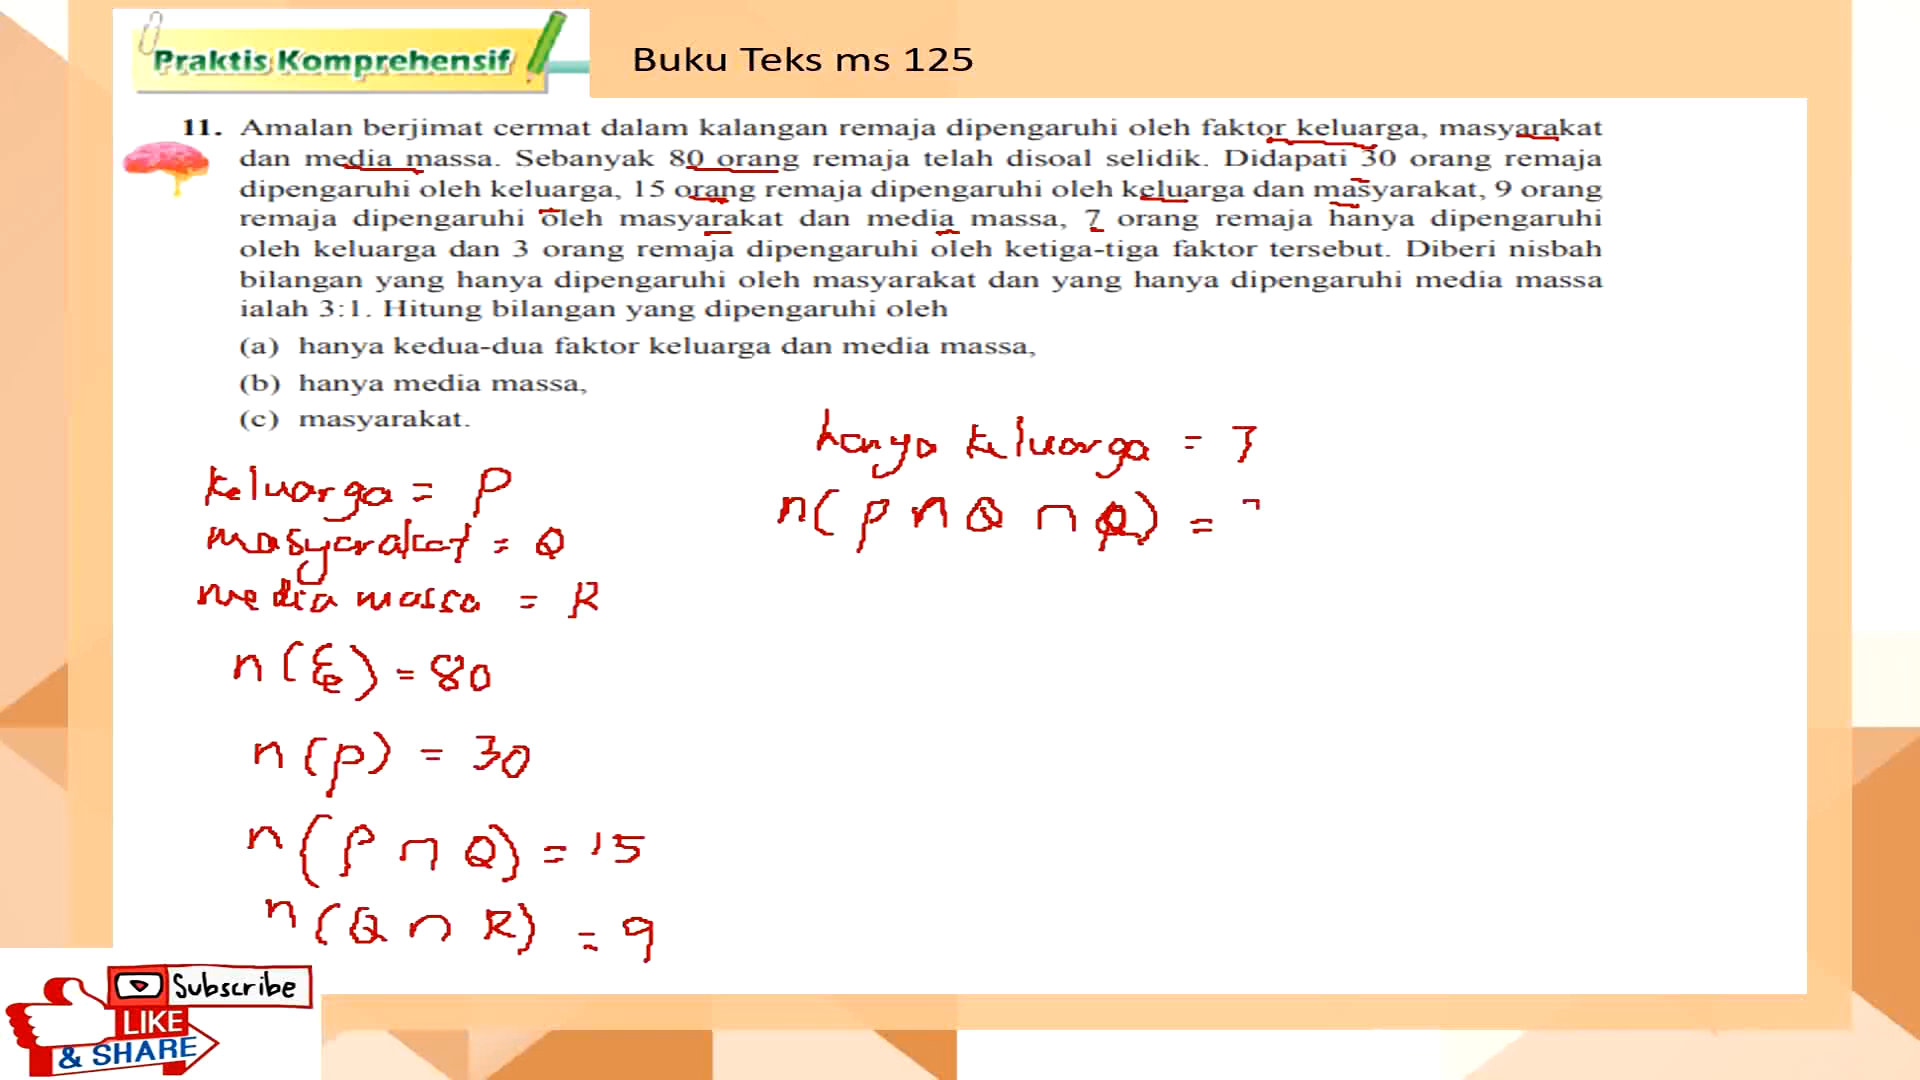 Praktis Komprehensif
Buku Teks ms 125
11. Amalan berjimat cermat dalam kalangan remaja dipengaruhi oleh faktor keluarga, masyarakat
dan media massa. Sebanyak 80 orang remaja telah disoal selidik. Didapati 30 orang remaja
dipengaruhi oleh keluarga, 15 orang remaja dipengaruhi oleh keluarga dan masyarakat, 9 orang
remaja dipengaruhi oleh masyarakat dan media massa, 7 orang remaja hanya dipengaruhi
oleh keluarga dan 3 orang remaja dipengaruhi oleh ketiga-tiga faktor tersebut. Diberi nisbah
bilangan yang hanya dipengaruhi oleh masyarakat dan yang hanya dipengaruhi media massa
ialah 3:1. Hitung bilangan yang dipengaruhi oleh
(a) hanya kedua-dua faktor keluarga dan media massa,
(b) hanya media massa,
(c) masyarakat.
keluarga = P
masyarakat = Q
media massa = R
n(ξ) = 80
n(P) = 30
n(P ∩ Q) = 15
n(Q ∩ R) = 9
hanya keluarga = 7
n(P ∩ Q ∩ ) =
Subscribe
LIKE
& SHARE